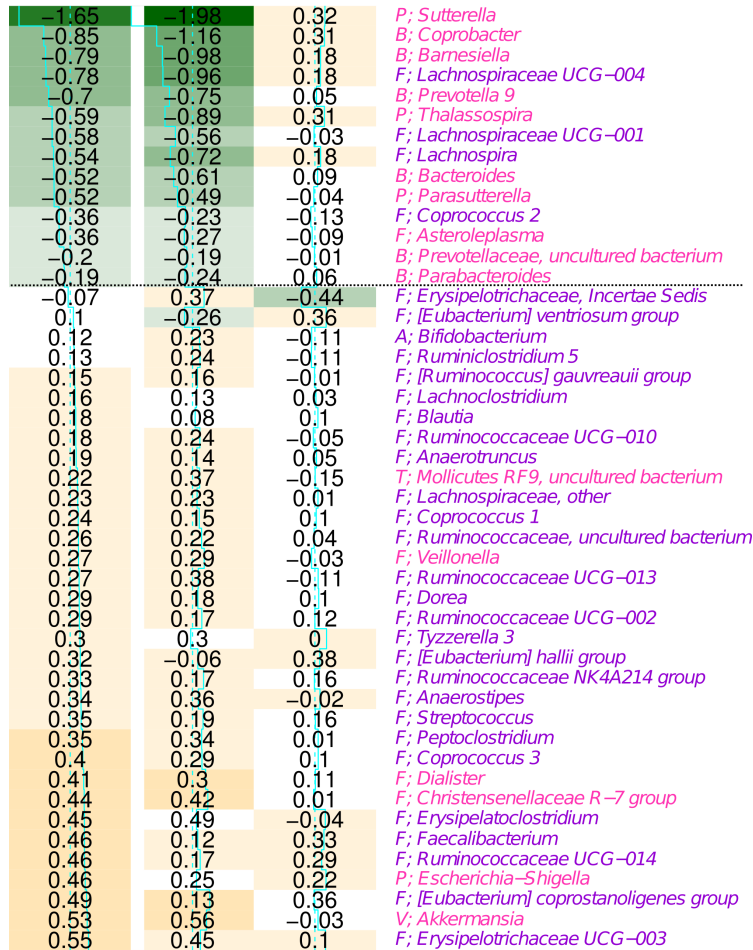 −1.65 −1.98 0.32 P; Sutterella
−0.85 −1.16 0.31 B; Coprobacter
−0.79 −0.98 0.18 B; Barnesiella
−0.78 −0.96 0.18 F; Lachnospiraceae UCG−004
−0.7 −0.75 0.05 B; Prevotella 9
−0.59 −0.89 0.31 P; Thalassospira
−0.58 −0.56 −0.03 F; Lachnospiraceae UCG−001
−0.54 −0.72 0.18 F; Lachnospira
−0.52 −0.61 0.09 B; Bacteroides
−0.52 −0.49 −0.04 P; Parasutterella
−0.36 −0.23 −0.13 F; Coprococcus 2
−0.36 −0.27 −0.09 F; Asteroleplasma
−0.2 −0.19 −0.01 B; Prevotellaceae, uncultured bacterium
−0.19 −0.24 0.06 B; Parabacteroides
−0.07 0.37 −0.44 F; Erysipelotrichaceae, Incertae Sedis
0.1 −0.26 0.36 F; [Eubacterium] ventriosum group
0.12 0.23 −0.11 A; Bifidobacterium
0.13 0.24 −0.11 F; Ruminiclostridium 5
0.15 0.16 −0.01 F; [Ruminococcus] gauvreauii group
0.16 0.13 0.03 F; Lachnoclostridium
0.18 0.08 0.1 F; Blautia
0.18 0.24 −0.05 F; Ruminococcaceae UCG−010
0.19 0.14 0.05 F; Anaerotruncus
0.22 0.37 −0.15 T; Mollicutes RF9, uncultured bacterium
0.23 0.23 0.01 F; Lachnospiraceae, other
0.24 0.15 0.1 F; Coprococcus 1
0.26 0.22 0.04 F; Ruminococcaceae, uncultured bacterium
0.27 0.29 −0.03 F; Veillonella
0.27 0.38 −0.11 F; Ruminococcaceae UCG−013
0.29 0.18 0.1 F; Dorea
0.29 0.17 0.12 F; Ruminococcaceae UCG−002
0.3 0.3 0 F; Tyzzerella 3
0.32 −0.06 0.38 F; [Eubacterium] hallii group
0.33 0.17 0.16 F; Ruminococcaceae NK4A214 group
0.34 0.36 −0.02 F; Anaerostipes
0.35 0.19 0.16 F; Streptococcus
0.35 0.34 0.01 F; Peptoclostridium
0.4 0.29 0.1 F; Coprococcus 3
0.41 0.3 0.11 F; Dialister
0.44 0.42 0.01 F; Christensenellaceae R−7 group
0.45 0.49 −0.04 F; Erysipelatoclostridium
0.46 0.12 0.33 F; Faecalibacterium
0.46 0.17 0.29 F; Ruminococcaceae UCG−014
0.46 0.25 0.22 P; Escherichia−Shigella
0.49 0.13 0.36 F; [Eubacterium] coprostanoligenes group
0.53 0.56 −0.03 V; Akkermansia
0.55 0.45 0.1 F; Erysipelotrichaceae UCG−003